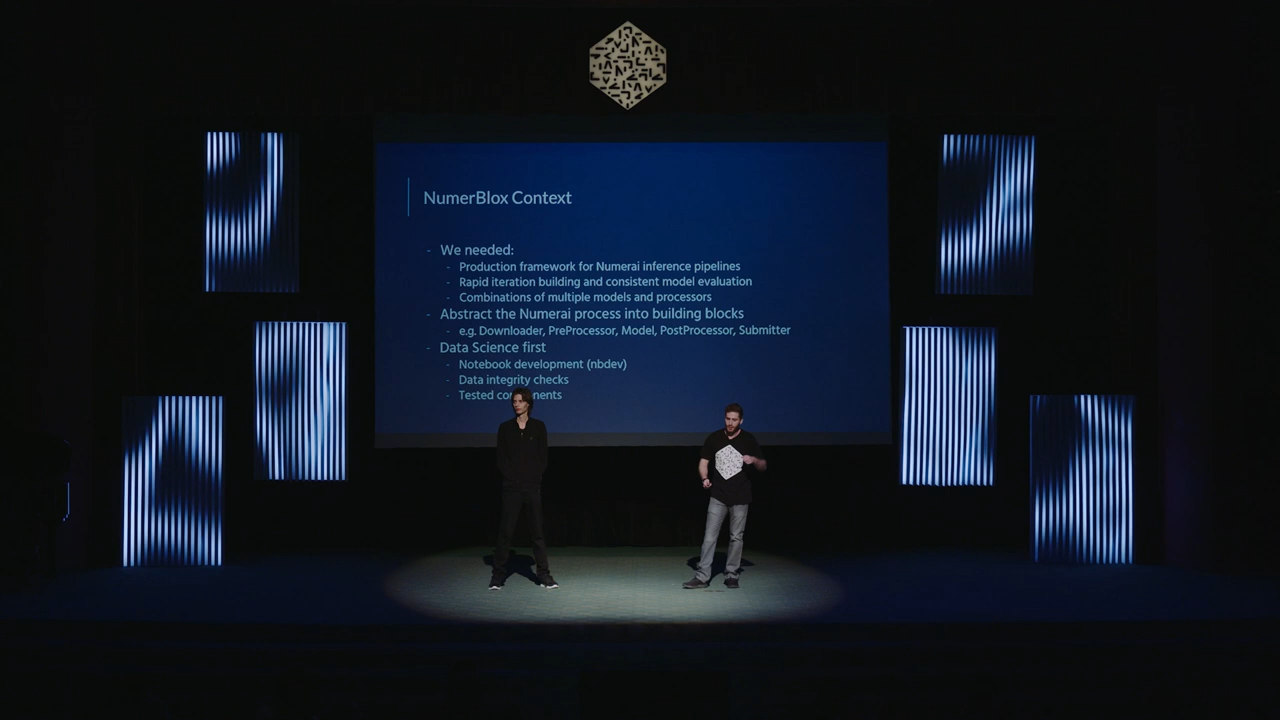 NumerBlox Context
- We needed:
- Production framework for Numerai inference pipelines
- Rapid iteration building and consistent model evaluation
- Combinations of multiple models and processors
- Abstract the Numerai process into building blocks
- e.g. Downloader, PreProcessor, Model, PostProcessor, Submitter
- Data Science first
- Notebook development (nbdev)
- Data integrity checks
- Tested